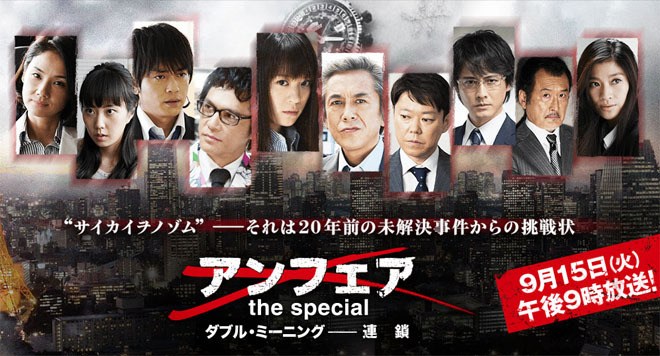 “サイカイチノゾム”――それは20年前の未解決事件からの挑戦状
アンフェア
the special
ダブル・ミーニング――連 鎖
9月15日(火)
午後9時放送!